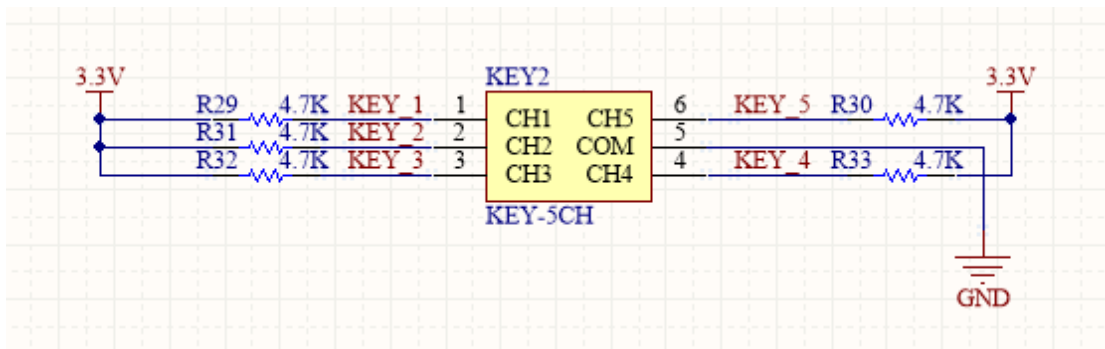 3.3V KEY2 3.3V
R29 4.7K KEY_1 1 CH1 CH5 6 KEY_5 R30 4.7K
R31 4.7K KEY_2 2 CH2 COM 5
R32 4.7K KEY_3 3 CH3 CH4 4 KEY_4 R33 4.7K
KEY-5CH
GND